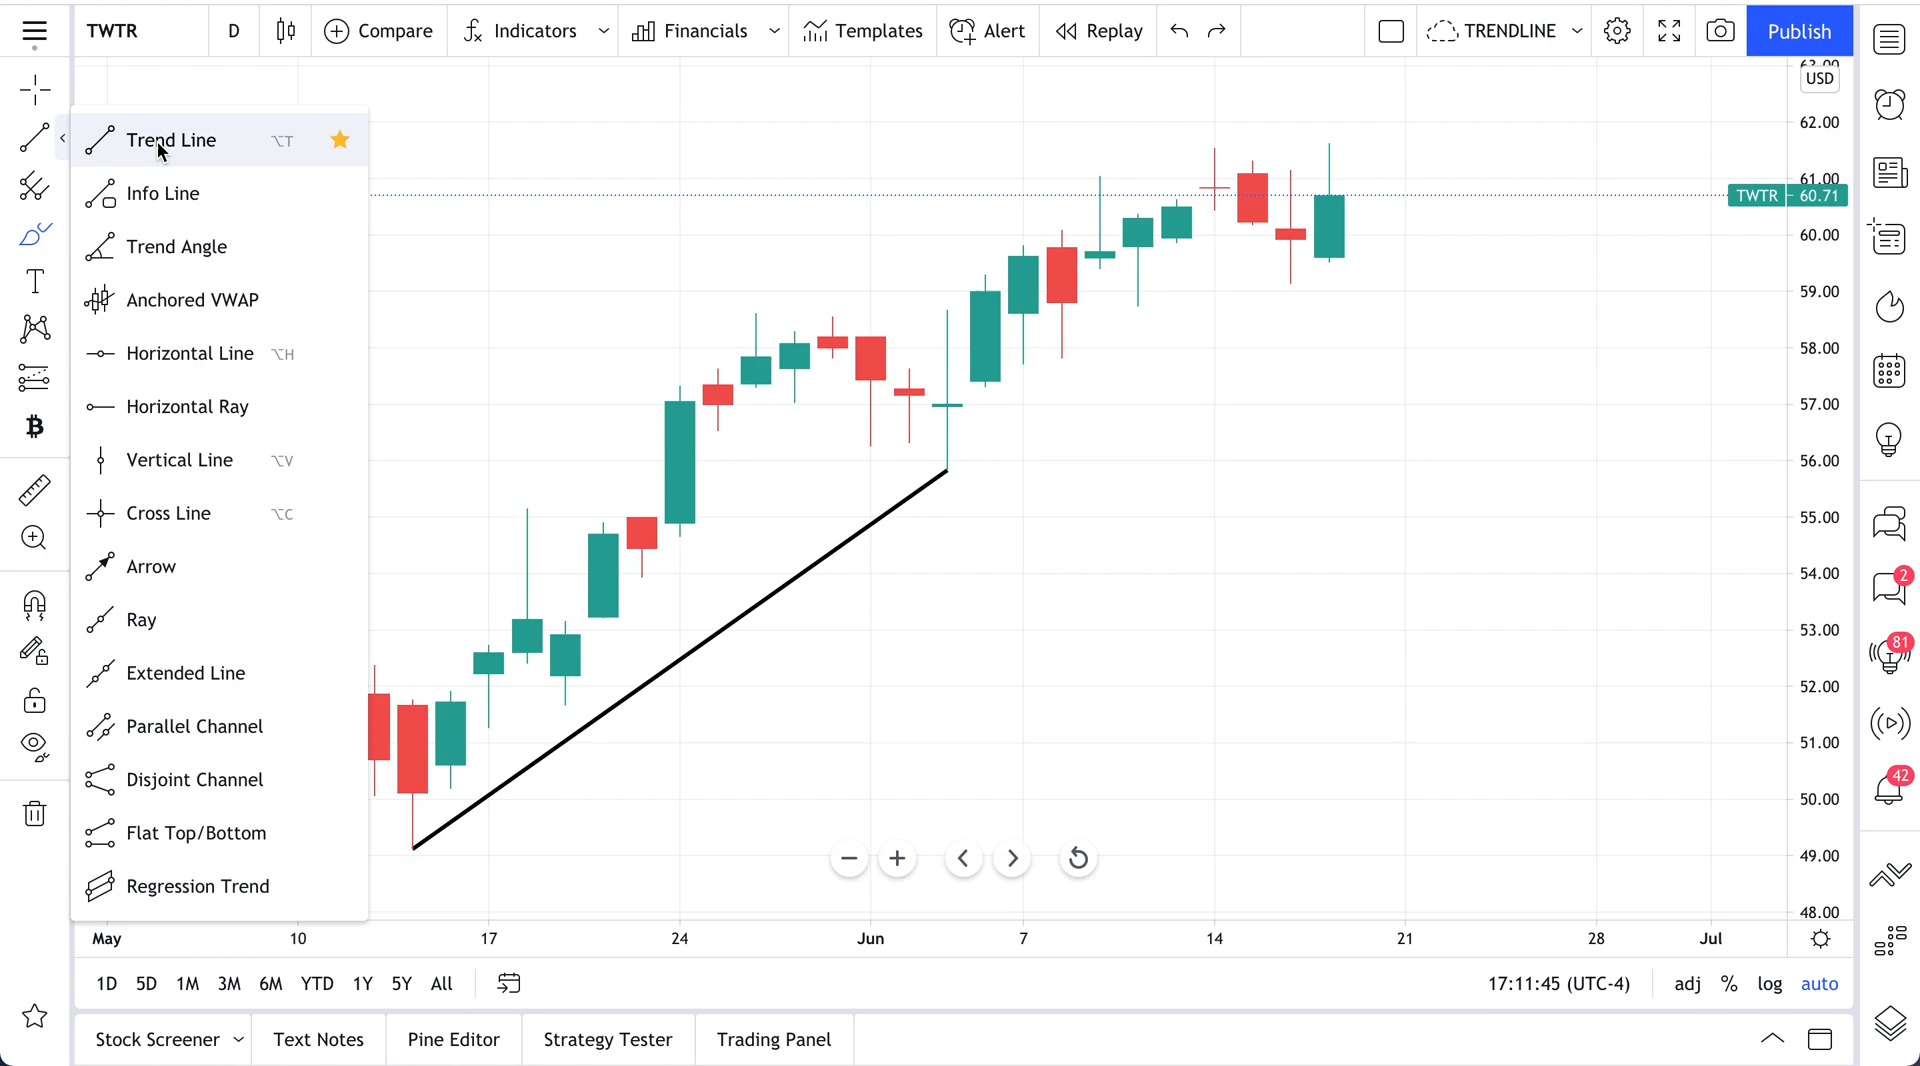 TWTR D Compare Indicators Financials Templates Alert Replay TRENDLINE Publish
63.00
USD
62.00
61.00
TWTR 60.71
60.00
59.00
58.00
57.00
56.00
55.00
54.00
53.00
52.00
51.00
50.00
49.00
48.00
Trend Line ⌥T
Info Line
Trend Angle
Anchored VWAP
Horizontal Line ⌥H
Horizontal Ray
Vertical Line ⌥V
Cross Line ⌥C
Arrow
Ray
Extended Line
Parallel Channel
Disjoint Channel
Flat Top/Bottom
Regression Trend
T
2
81
42
May 10 17 24 Jun 7 14 21 28 Jul
1D 5D 1M 3M 6M YTD 1Y 5Y All 17:11:45 (UTC-4) adj % log auto
Stock Screener Text Notes Pine Editor Strategy Tester Trading Panel